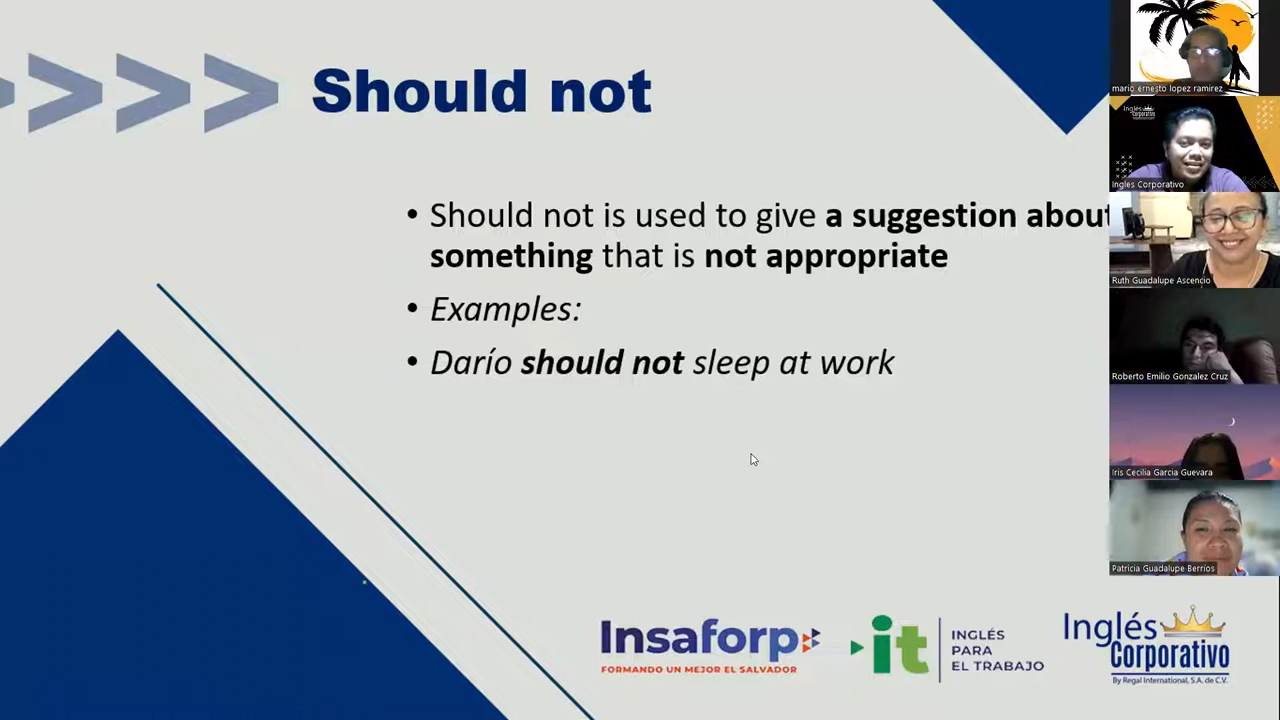 Should not
• Should not is used to give a suggestion about
something that is not appropriate
• Examples:
• Darío should not sleep at work
Insaforp
FORMANDO UN MEJOR EL SALVADOR
it
INGLÉS
PARA
EL TRABAJO
Inglés
Corporativo
By Regal International, S.A. de C.V.
mario ernesto lopez ramirez
Inglés
Corporativo
Ingles Corporativo
Ruth Guadalupe Ascencio
Roberto Emilio Gonzalez Cruz
Iris Cecilia Garcia Guevara
Patricia Guadalupe Berríos